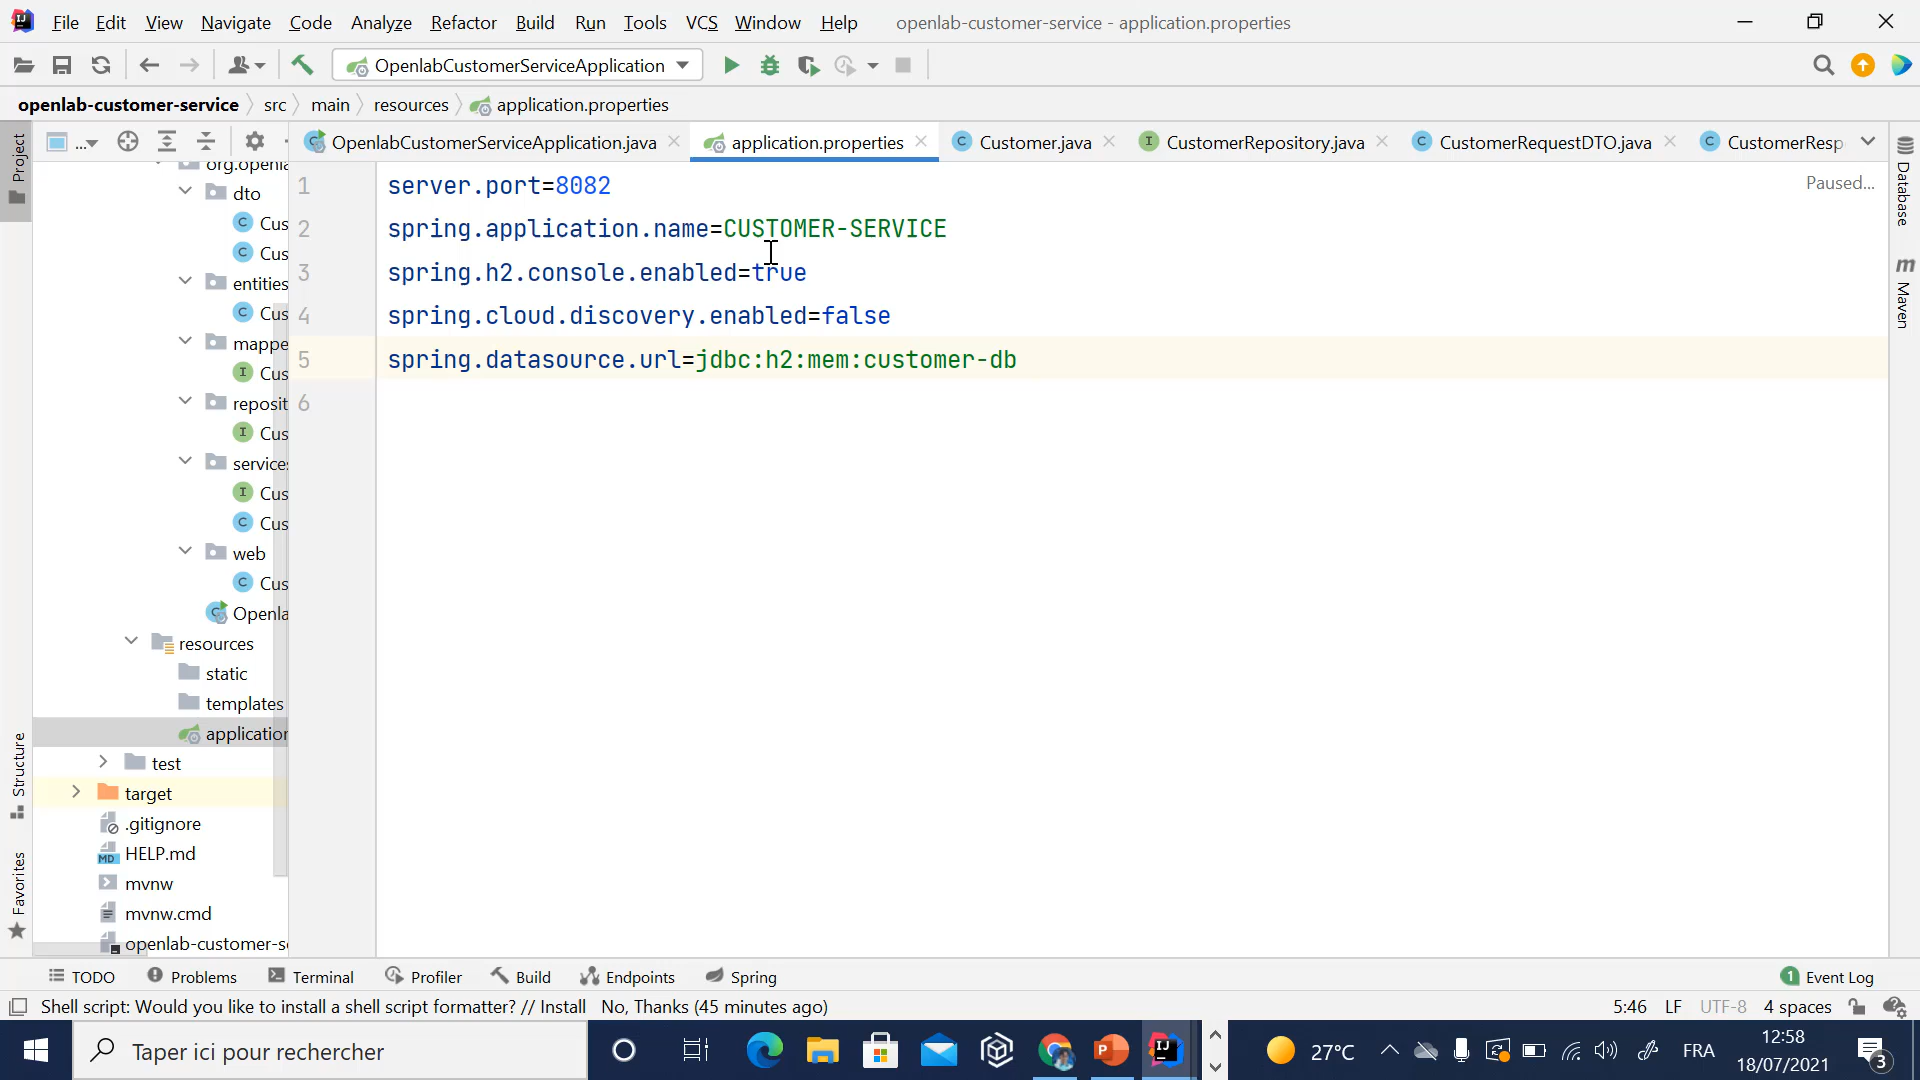 File Edit View Navigate Code Analyze Refactor Build Run Tools VCS Window Help openlab-customer-service - application.properties
OpenlabCustomerServiceApplication
openlab-customer-service src main resources application.properties
Project
...
OpenlabCustomerServiceApplication.java application.properties Customer.java CustomerRepository.java CustomerRequestDTO.java CustomerResp
org.openla
dto
Cus
Cus
entities
Cus
mappe
Cus
reposit
Cus
services
Cus
Cus
web
Cus
Openla
resources
static
templates
application
test
target
.gitignore
HELP.md
mvnw
mvnw.cmd
openlab-customer-se
1 server.port=8082
2 spring.application.name=CUSTOMER-SERVICE
3 spring.h2.console.enabled=true
4 spring.cloud.discovery.enabled=false
5 spring.datasource.url=jdbc:h2:mem:customer-db
6
Paused...
Database
Maven
Structure
Favorites
TODO Problems Terminal Profiler Build Endpoints Spring 1 Event Log
Shell script: Would you like to install a shell script formatter? // Install No, Thanks (45 minutes ago) 5:46 LF UTF-8 4 spaces
Taper ici pour rechercher 27°C FRA 12:58
18/07/2021 3